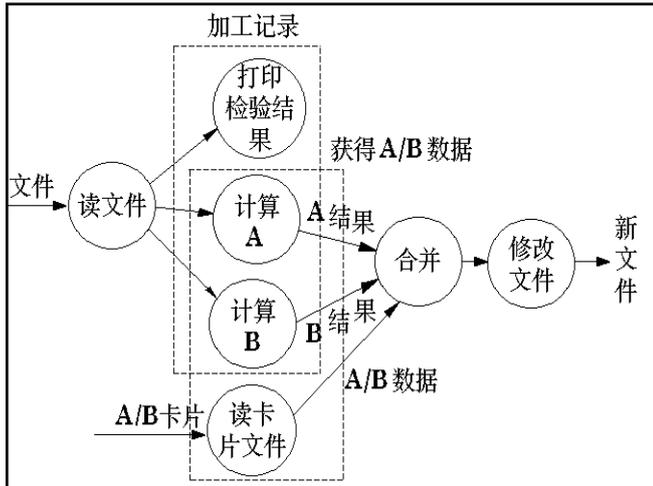 加工记录
打印
检验结
果
获得A/B数据
文件
读文件
计算
A
A结果
合并
修改
文件
新
文
件
计算
B
B结果
A/B数据
A/B卡片
读卡
片文件